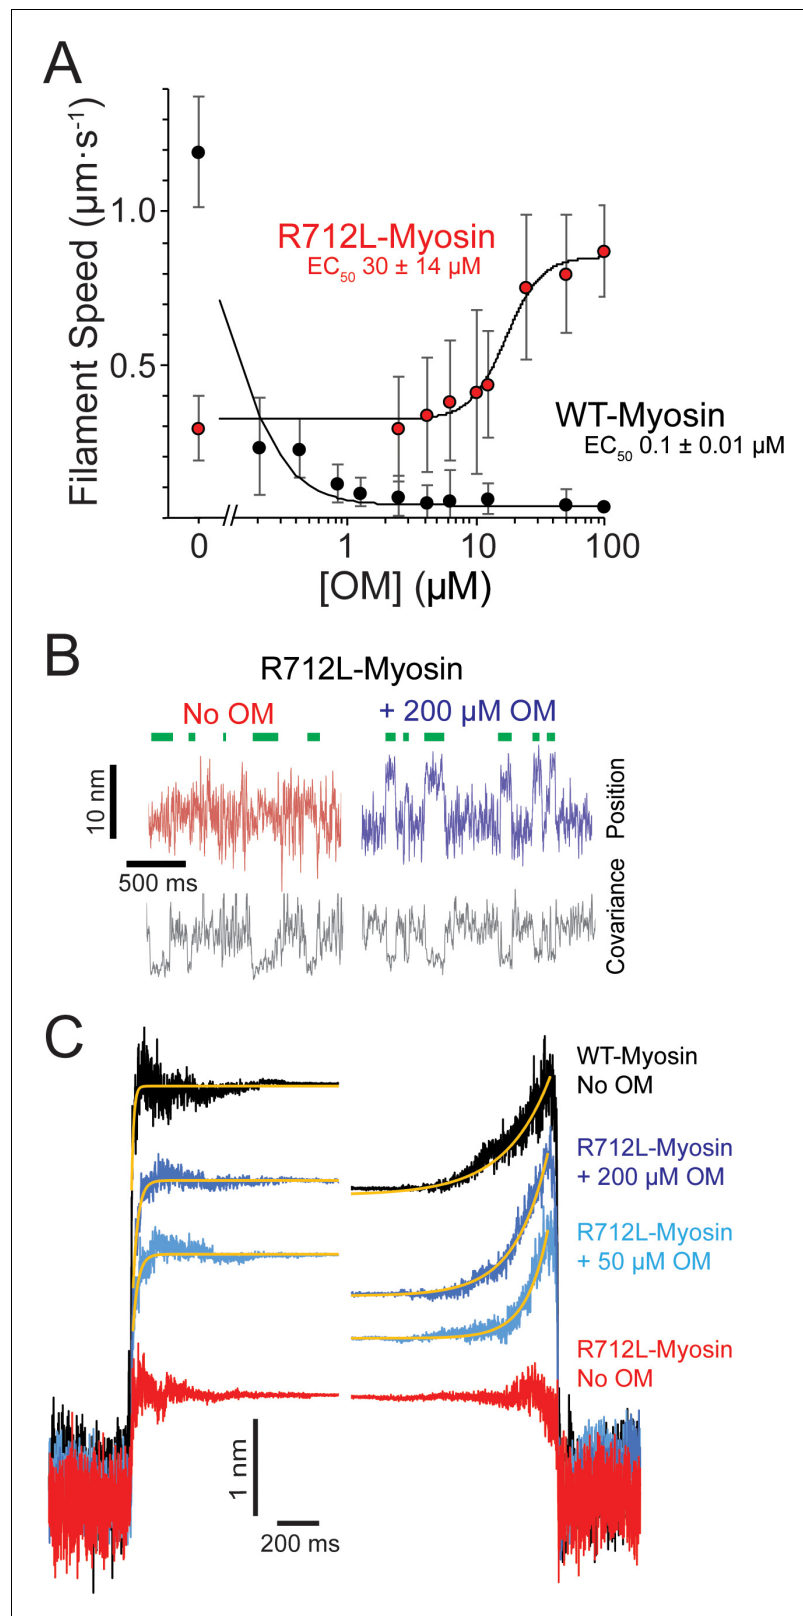 A
Filament Speed (µm·s⁻¹)
1.0
0.5
R712L-Myosin
EC₅₀ 30 ± 14 µM
WT-Myosin
EC₅₀ 0.1 ± 0.01 µM
0 1 10 100
[OM] (µM)
B
R712L-Myosin
No OM
+ 200 µM OM
10 nm
Position
500 ms
Covariance
C
WT-Myosin
No OM
R712L-Myosin
+ 200 µM OM
R712L-Myosin
+ 50 µM OM
R712L-Myosin
No OM
1 nm
200 ms